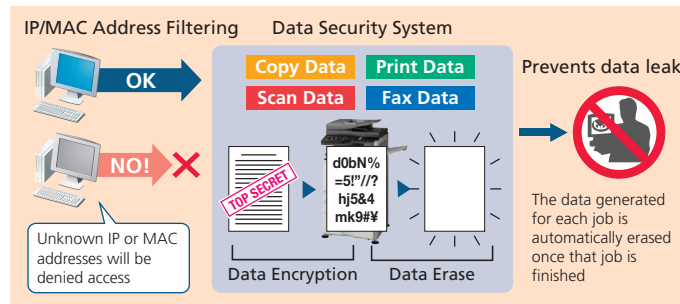 IP/MAC Address Filtering
Data Security System
OK
NO!
Unknown IP or MAC
addresses will be
denied access
Copy Data
Print Data
Scan Data
Fax Data
TOP SECRET
d0bN%
=5!"//?
hj5&4
mk9#¥
Data Encryption
Data Erase
Prevents data leak
The data generated
for each job is
automatically erased
once that job is
finished